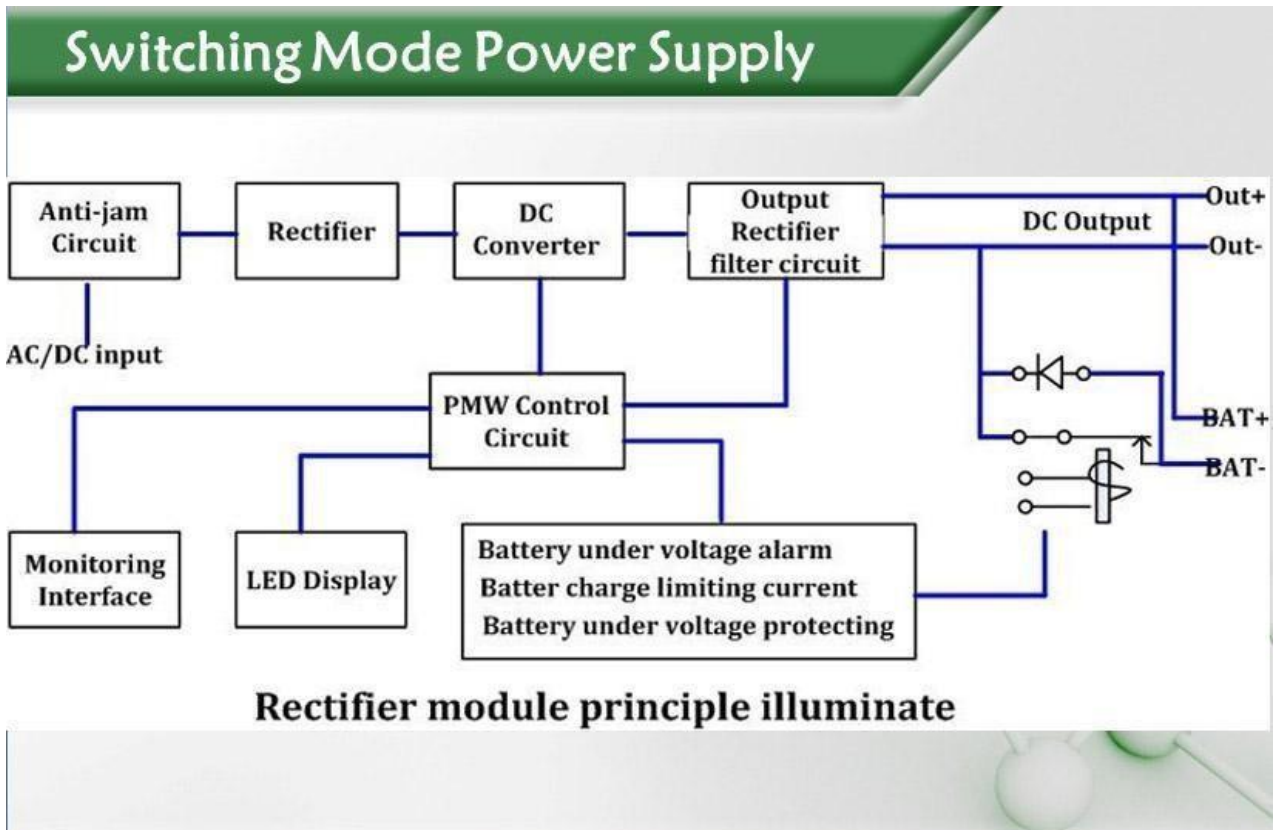 Switching Mode Power Supply
Anti-jam
Circuit
Rectifier
DC
Converter
Output
Rectifier
filter circuit
Out+
DC Output
Out-
AC/DC input
PMW Control
Circuit
BAT+
BAT-
Monitoring
Interface
LED Display
Battery under voltage alarm
Batter charge limiting current
Battery under voltage protecting
Rectifier module principle illuminate